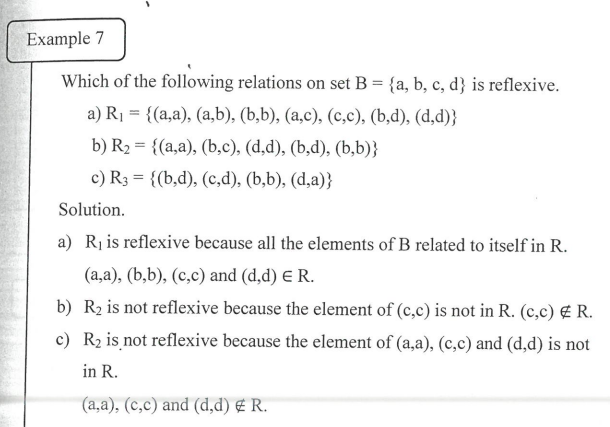 Example 7
Which of the following relations on set B = {a, b, c, d} is reflexive.
a) R₁ = {(a,a), (a,b), (b,b), (a,c), (c,c), (b,d), (d,d)}
b) R₂ = {(a,a), (b,c), (d,d), (b,d), (b,b)}
c) R₃ = {(b,d), (c,d), (b,b), (d,a)}
Solution.
a) R₁ is reflexive because all the elements of B related to itself in R.
(a,a), (b,b), (c,c) and (d,d) ∈ R.
b) R₂ is not reflexive because the element of (c,c) is not in R. (c,c) ∉ R.
c) R₂ is not reflexive because the element of (a,a), (c,c) and (d,d) is not
in R.
(a,a), (c,c) and (d,d) ∉ R.